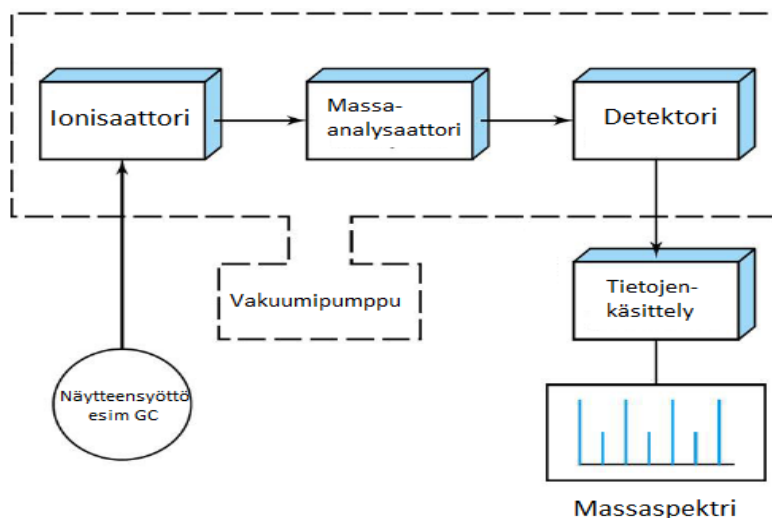 Ionisaattori
Massa-
analysaattori
Detektori
Vakuumipumppu
Tietojen-
käsittely
Näytteensyöttö
esim GC
Massaspektri